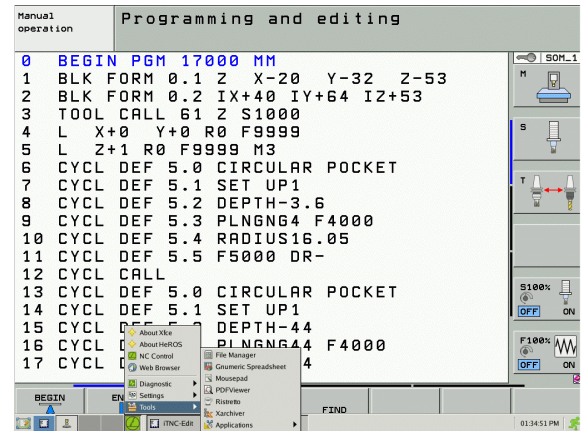 Manual
operation
Programming and editing
0 BEGIN PGM 17000 MM
1 BLK FORM 0.1 Z X-20 Y-32 Z-53
2 BLK FORM 0.2 IX+40 IY+64 IZ+53
3 TOOL CALL 61 Z S1000
4 L X+0 Y+0 R0 F9999
5 L Z+1 R0 F9999 M3
6 CYCL DEF 5.0 CIRCULAR POCKET
7 CYCL DEF 5.1 SET UP1
8 CYCL DEF 5.2 DEPTH-3.6
9 CYCL DEF 5.3 PLNGNG4 F4000
10 CYCL DEF 5.4 RADIUS16.05
11 CYCL DEF 5.5 F5000 DR-
12 CYCL CALL
13 CYCL DEF 5.0 CIRCULAR POCKET
14 CYCL DEF 5.1 SET UP1
15 CYCL DEPTH-44
16 CYCL PLNGNG44 F4000
17 CYCL 4
SOM_1
M
S
T
S100%
OFF ON
F100%
OFF ON
About Xfce
About HeROS
NC Control
Web Browser
Diagnostic
Settings
Tools
File Manager
Gnumeric Spreadsheet
Mousepad
PDFViewer
Ristretto
Xarchiver
Applications
BEGIN
FIND
iTNC-Edit
01:34:51 PM